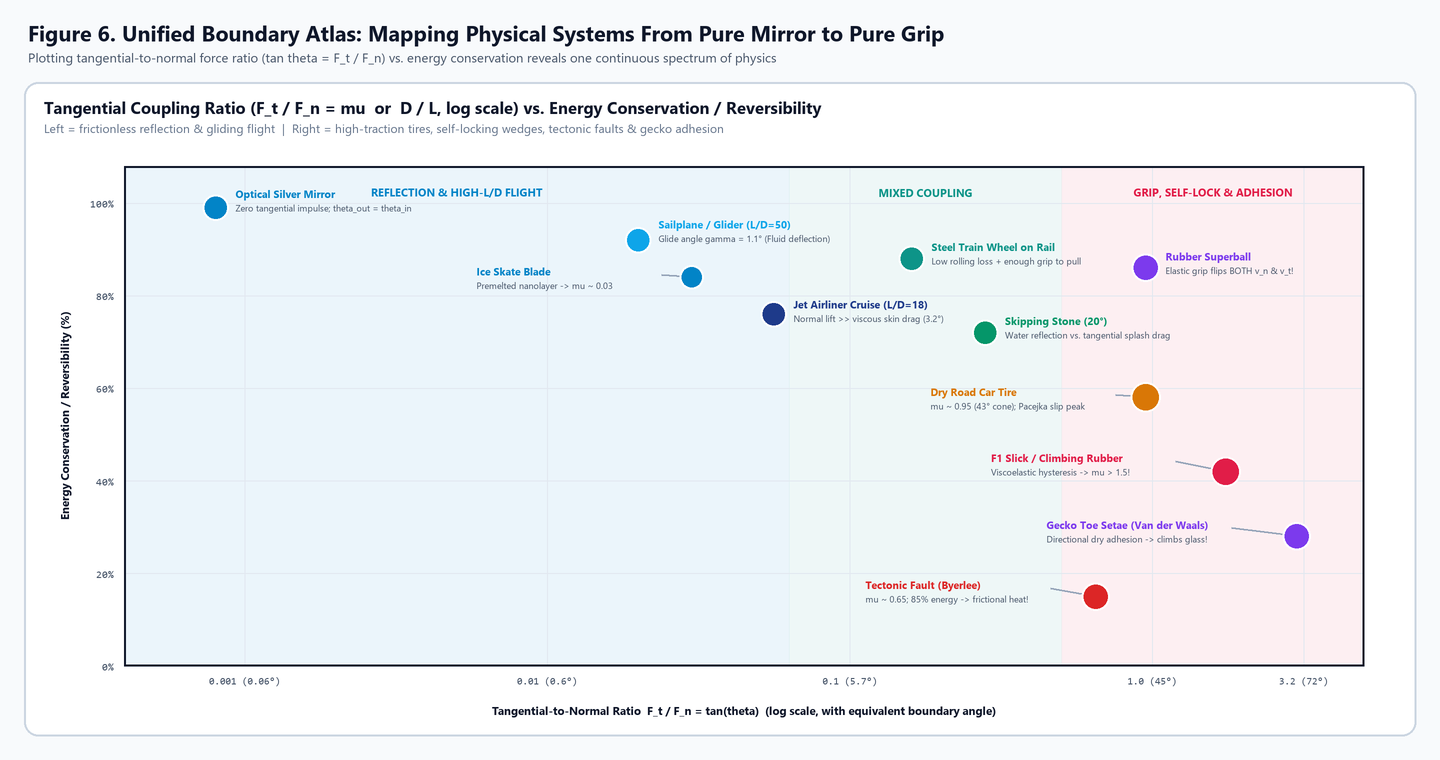 Figure 6. Unified Boundary Atlas: Mapping Physical Systems From Pure Mirror to Pure Grip
Plotting tangential-to-normal force ratio (tan theta = F_t / F_n) vs. energy conservation reveals one continuous spectrum of physics
Tangential Coupling Ratio (F_t / F_n = mu  or  D / L, log scale) vs. Energy Conservation / Reversibility
Left = frictionless reflection & gliding flight  |  Right = high-traction tires, self-locking wedges, tectonic faults & gecko adhesion
REFLECTION & HIGH-L/D FLIGHT
MIXED COUPLING
GRIP, SELF-LOCK & ADHESION
Optical Silver Mirror
Zero tangential impulse; theta_out = theta_in
Sailplane / Glider (L/D=50)
Glide angle gamma = 1.1° (Fluid deflection)
Steel Train Wheel on Rail
Low rolling loss + enough grip to pull
Rubber Superball
Elastic grip flips BOTH v_n & v_t!
Ice Skate Blade
Premelted nanolayer -> mu ~ 0.03
Jet Airliner Cruise (L/D=18)
Normal lift >> viscous skin drag (3.2°)
Skipping Stone (20°)
Water reflection vs. tangential splash drag
Dry Road Car Tire
mu ~ 0.95 (43° cone); Pacejka slip peak
F1 Slick / Climbing Rubber
Viscoelastic hysteresis -> mu > 1.5!
Gecko Toe Setae (Van der Waals)
Directional dry adhesion -> climbs glass!
Tectonic Fault (Byerlee)
mu ~ 0.65; 85% energy -> frictional heat!
Energy Conservation / Reversibility (%)
100%
80%
60%
40%
20%
0%
0.001 (0.06°)
0.01 (0.6°)
0.1 (5.7°)
1.0 (45°)
3.2 (72°)
Tangential-to-Normal Ratio  F_t / F_n = tan(theta)  (log scale, with equivalent boundary angle)